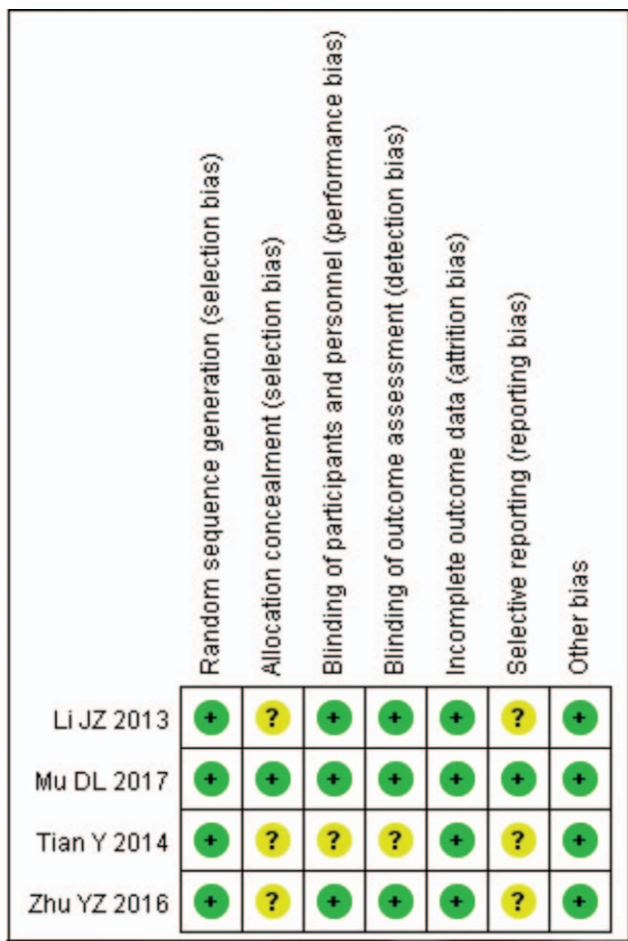 Random sequence generation (selection bias)
Allocation concealment (selection bias)
Blinding of participants and personnel (performance bias)
Blinding of outcome assessment (detection bias)
Incomplete outcome data (attrition bias)
Selective reporting (reporting bias)
Other bias
Li JZ 2013 + ? + + + ? +
Mu DL 2017 + + + + + + +
Tian Y 2014 + ? ? ? + ? +
Zhu YZ 2016 + ? + + + ? +